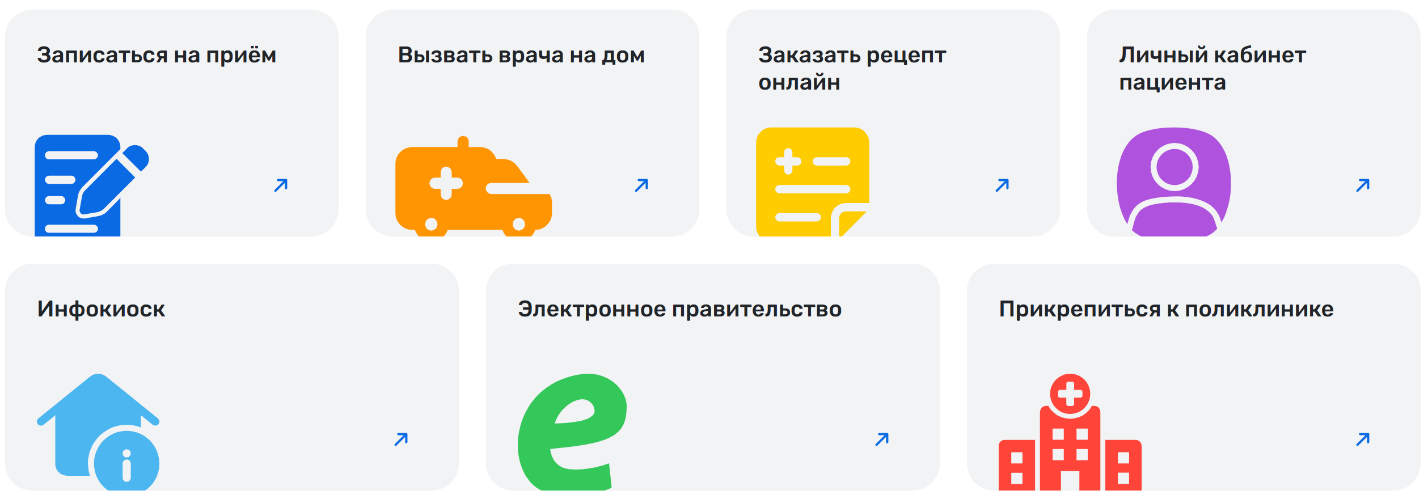 Записаться на приём
Вызвать врача на дом
Заказать рецепт
онлайн
Личный кабинет
пациента
Инфокиоск
Электронное правительство
Прикрепиться к поликлинике